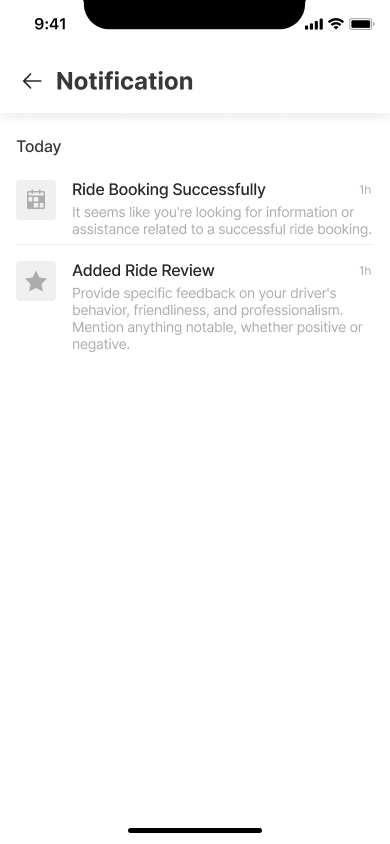 9:41
Notification
Today
Ride Booking Successfully 1h
It seems like you're looking for information or
assistance related to a successful ride booking.
Added Ride Review 1h
Provide specific feedback on your driver's
behavior, friendliness, and professionalism.
Mention anything notable, whether positive or
negative.